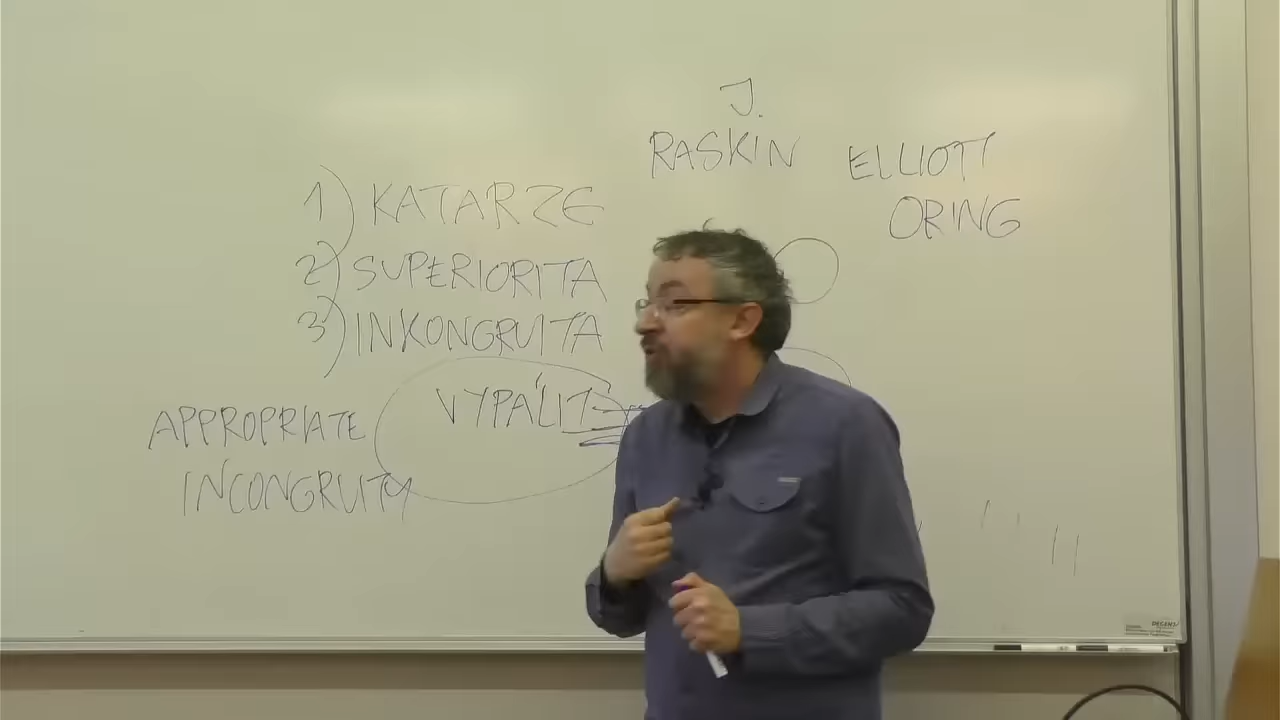 J.
RASKIN
ELLIOTT
ORING
1) KATARZE
2) SUPERIORITA
3) INKONGRUITA
VYPÁLIT
APPROPRIATE
INCONGRUITY